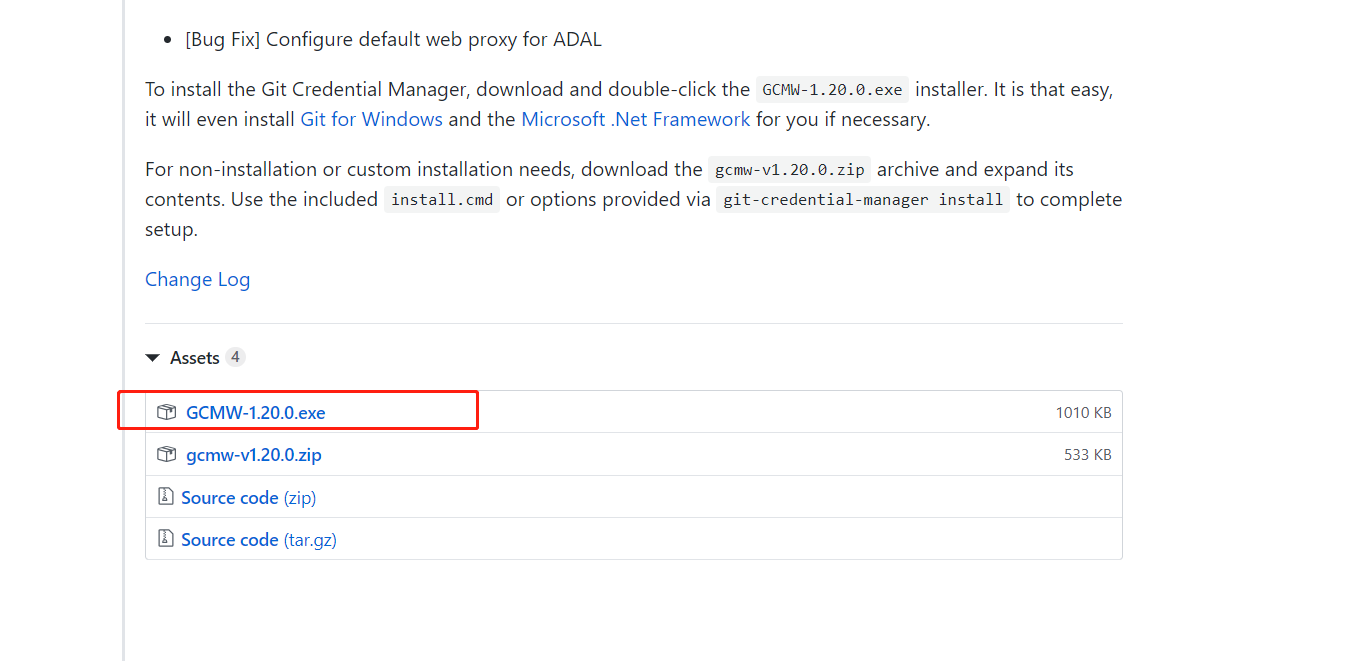 [Bug Fix] Configure default web proxy for ADAL
To install the Git Credential Manager, download and double-click the GCMW-1.20.0.exe installer. It is that easy,
it will even install Git for Windows and the Microsoft .Net Framework for you if necessary.
For non-installation or custom installation needs, download the gcmw-v1.20.0.zip archive and expand its
contents. Use the included install.cmd or options provided via git-credential-manager install to complete
setup.
Change Log
Assets 4
GCMW-1.20.0.exe 1010 KB
gcmw-v1.20.0.zip 533 KB
Source code (zip)
Source code (tar.gz)